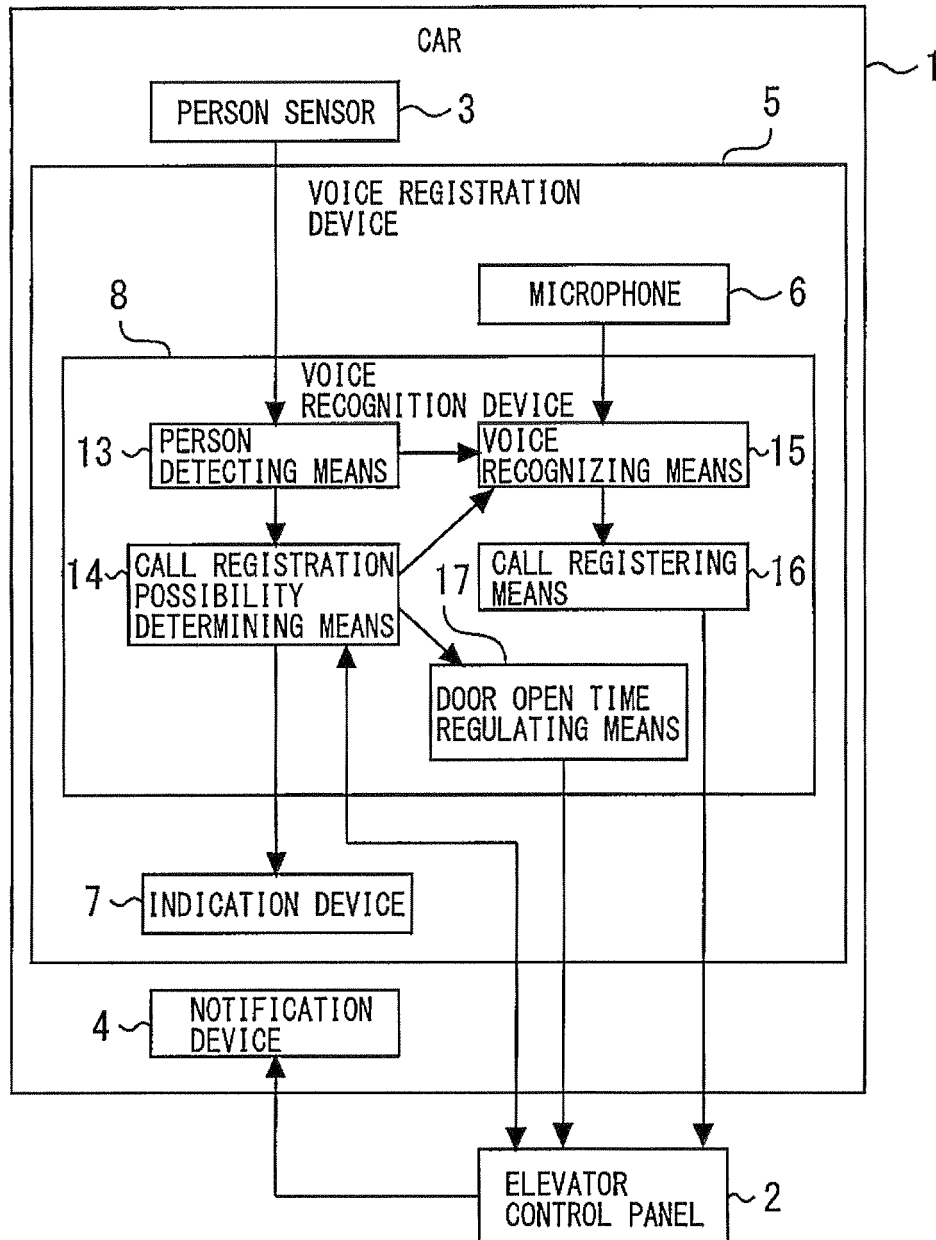 CAR
1
PERSON SENSOR
3
5
VOICE REGISTRATION
DEVICE
MICROPHONE
6
8
VOICE
RECOGNITION DEVICE
13
PERSON
DETECTING MEANS
VOICE
RECOGNIZING MEANS
15
14
CALL REGISTRATION
POSSIBILITY
DETERMINING MEANS
CALL REGISTERING
MEANS
16
17
DOOR OPEN TIME
REGULATING MEANS
7
INDICATION DEVICE
4
NOTIFICATION
DEVICE
ELEVATOR
CONTROL PANEL
2